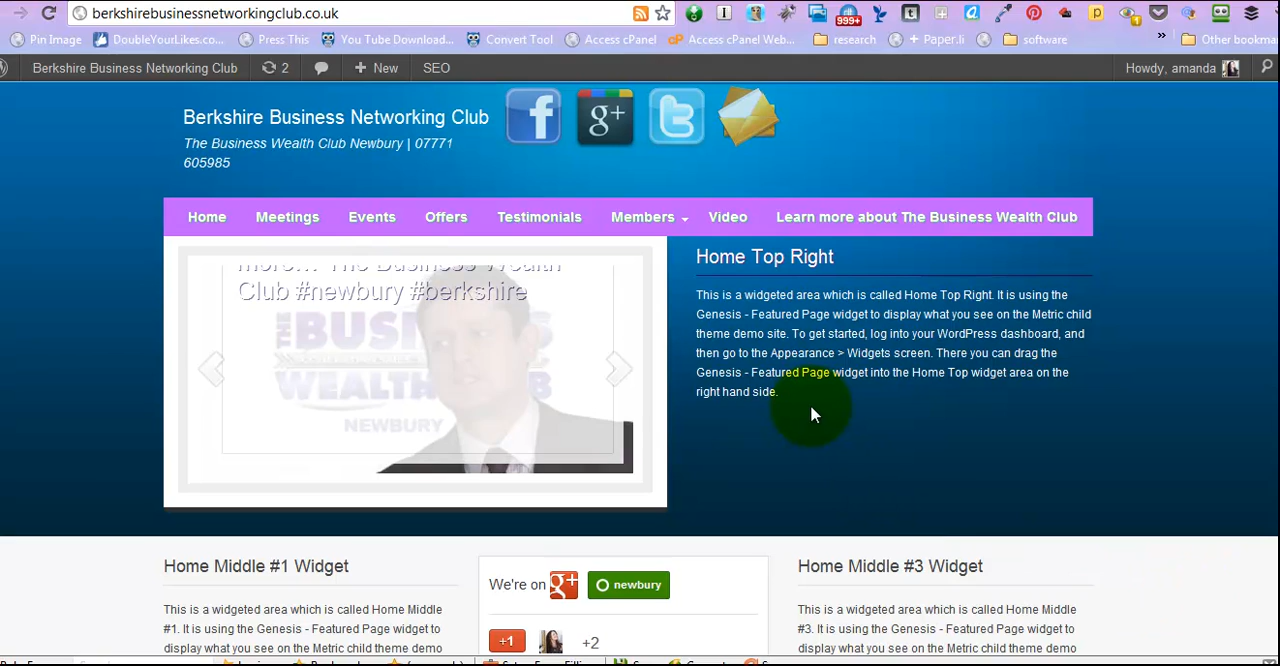 berkshirebusinessnetworkingclub.co.uk
999+
Pin Image DoubleYourLikes.co... Press This You Tube Download... Convert Tool Access cPanel Access cPanel Web... research + Paper.li software » Other bookma
Berkshire Business Networking Club 2 + New SEO Howdy, amanda
Berkshire Business Networking Club
The Business Wealth Club Newbury | 07771
605985
Home Meetings Events Offers Testimonials Members Video Learn more about The Business Wealth Club
more... The Business Wealth
Club #newbury #berkshire
THE BUSINESS
WEALTH CLUB
NEWBURY
Home Top Right
This is a widgeted area which is called Home Top Right. It is using the
Genesis - Featured Page widget to display what you see on the Metric child
theme demo site. To get started, log into your WordPress dashboard, and
then go to the Appearance > Widgets screen. There you can drag the
Genesis - Featured Page widget into the Home Top widget area on the
right hand side.
Home Middle #1 Widget
This is a widgeted area which is called Home Middle
#1. It is using the Genesis - Featured Page widget to
display what you see on the Metric child theme demo
We're on g+ newbury
+1 +2
Home Middle #3 Widget
This is a widgeted area which is called Home Middle
#3. It is using the Genesis - Featured Page widget to
display what you see on the Metric child theme demo